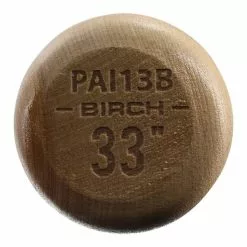 PAI13B
- BIRCH -
33"